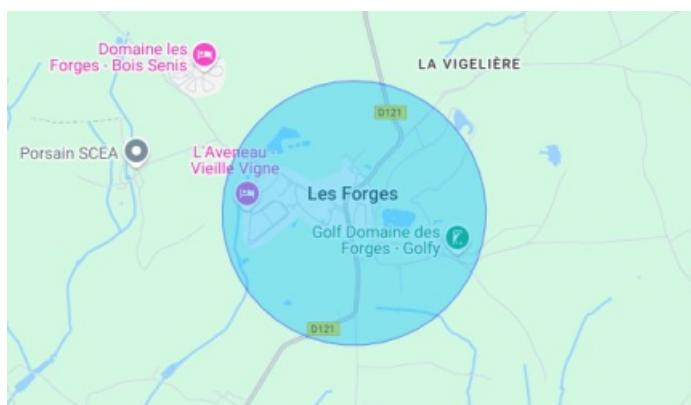 Domaine les
Forges - Bois Senis
LA VIGELIÈRE
D121
Porsain SCEA
L'Aveneau
Vieille Vigne
Les Forges
Golf Domaine des
Forges - Golfy
D121